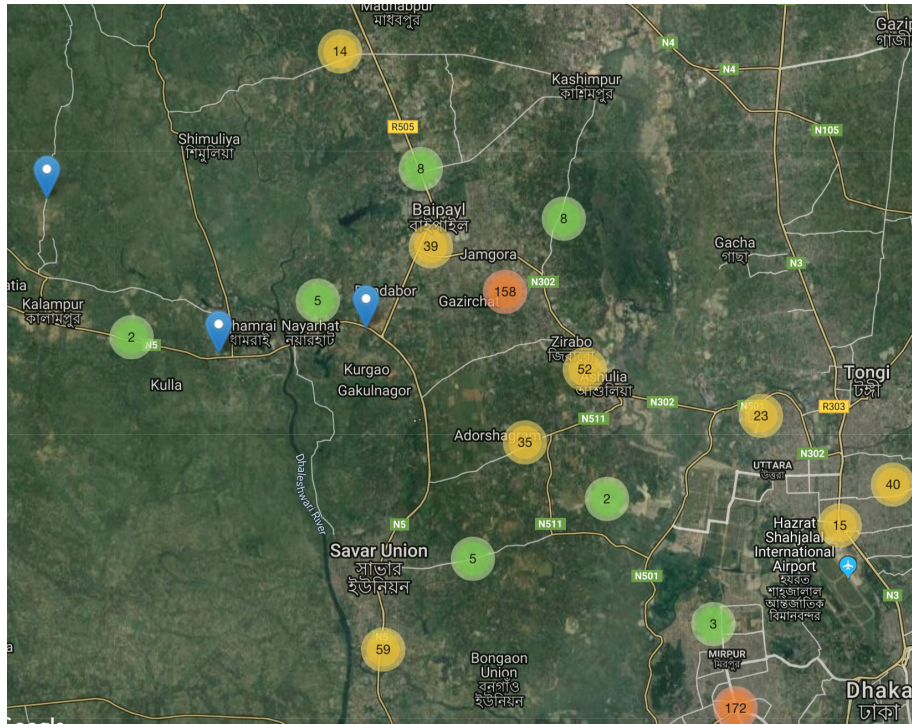 Madhabpur
মাধবপুর
14
N4
N4
Kashimpur
কাশিমপুর
R505
N105
Shimuliya
শিমুলিয়া
8
8
Baipayl
বাইপাইল
39
Jamgora
Gacha
গাছা
N3
N302
158
5
2
N5
Kalampur
কালামপুর
Nayarhat
ধামরাই নয়ারহাট
Kurgao
Gakulnagor
Kulla
Zirabo
52
আশুলিয়া
N302
N511
Tongi
টঙ্গী
R303
23
N302
UTTARA
উত্তরা
Adorshagram
35
40
2
15
N5
N511
Dhaleshwari River
Hazrat
Shahjalal
International
Airport
হযরত
শাহজালাল
আন্তর্জাতিক
বিমানবন্দর
Savar Union
সাভার
ইউনিয়ন
5
N501
N3
3
MIRPUR
মিরপুর
59
Bongaon
Union
বনগাঁও
ইউনিয়ন
172
Dhaka
ঢাকা